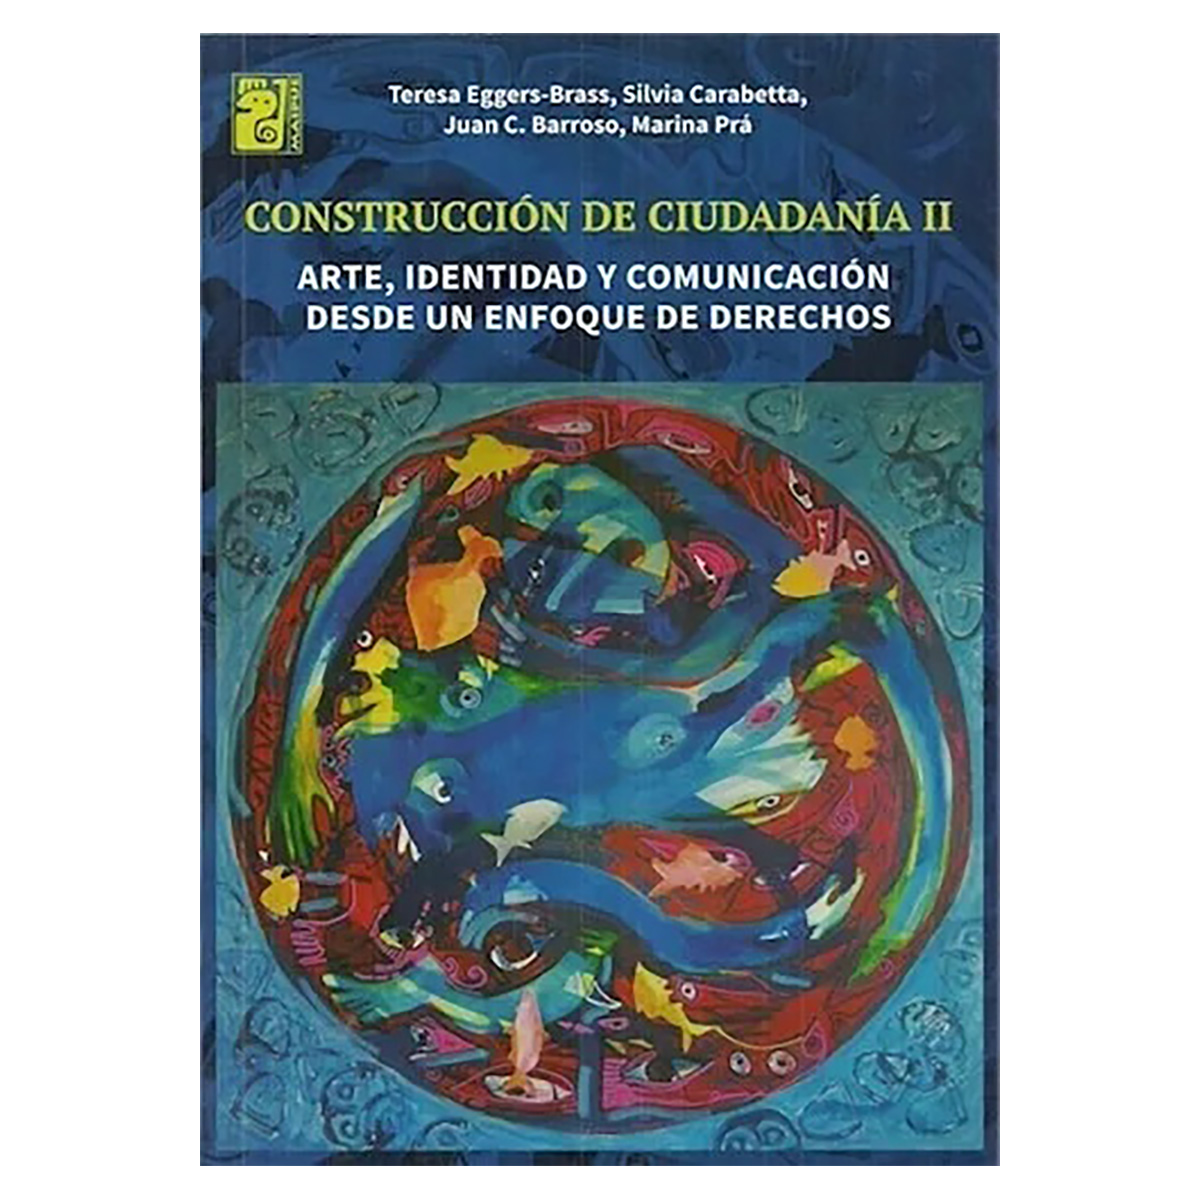 MAIPUE
Teresa Eggers-Brass, Silvia Carabetta,
Juan C. Barroso, Marina Prá
CONSTRUCCIÓN DE CIUDADANÍA II
ARTE, IDENTIDAD Y COMUNICACIÓN
DESDE UN ENFOQUE DE DERECHOS